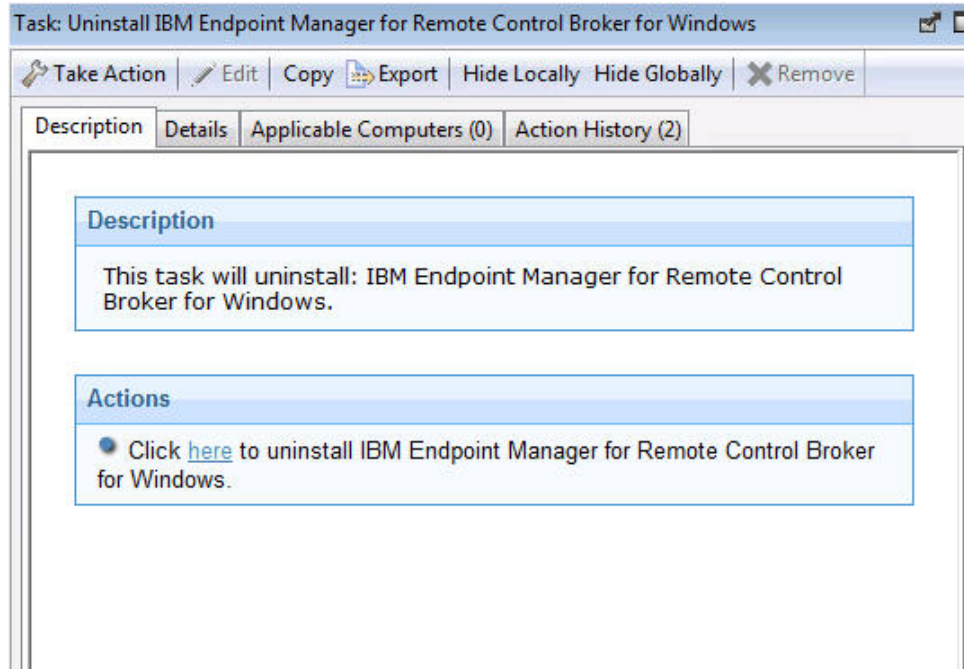 Task: Uninstall IBM Endpoint Manager for Remote Control Broker for Windows
Take Action Edit Copy Export Hide Locally Hide Globally Remove
Description Details Applicable Computers (0) Action History (2)
Description
This task will uninstall: IBM Endpoint Manager for Remote Control
Broker for Windows.
Actions
Click here to uninstall IBM Endpoint Manager for Remote Control Broker
for Windows.